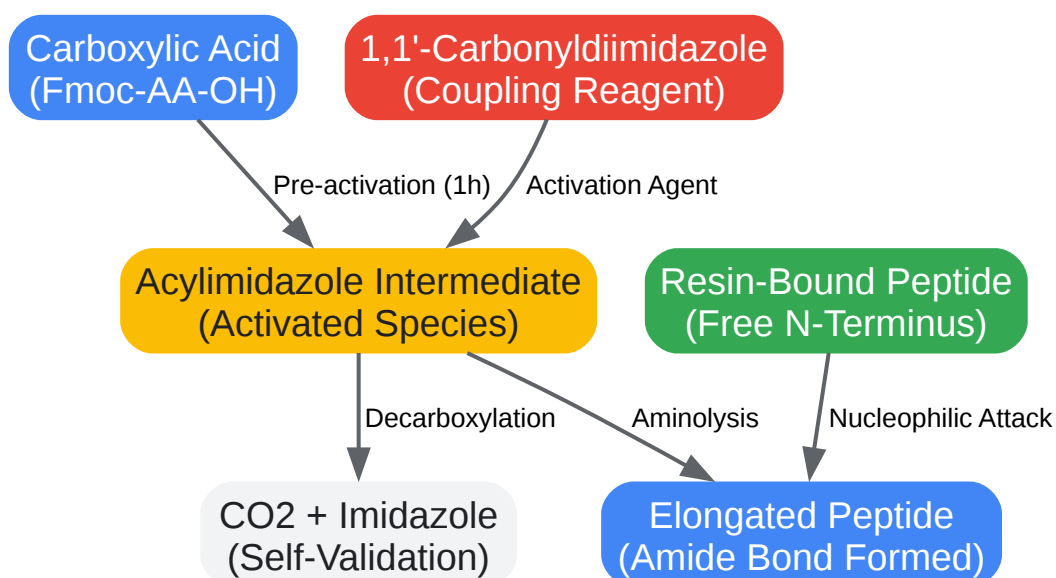 Carboxylic Acid
(Fmoc-AA-OH)
1,1'-Carbonyldiimidazole
(Coupling Reagent)
Pre-activation (1h)
Activation Agent
Acylimidazole Intermediate
(Activated Species)
Resin-Bound Peptide
(Free N-Terminus)
Decarboxylation
Aminolysis
Nucleophilic Attack
CO2 + Imidazole
(Self-Validation)
Elongated Peptide
(Amide Bond Formed)